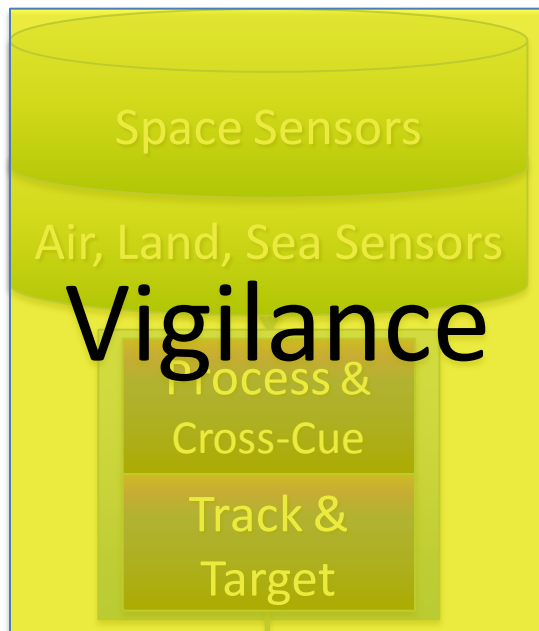 Space Sensors
Air, Land, Sea Sensors
Vigilance
Process &
Cross-Cue
Track &
Target